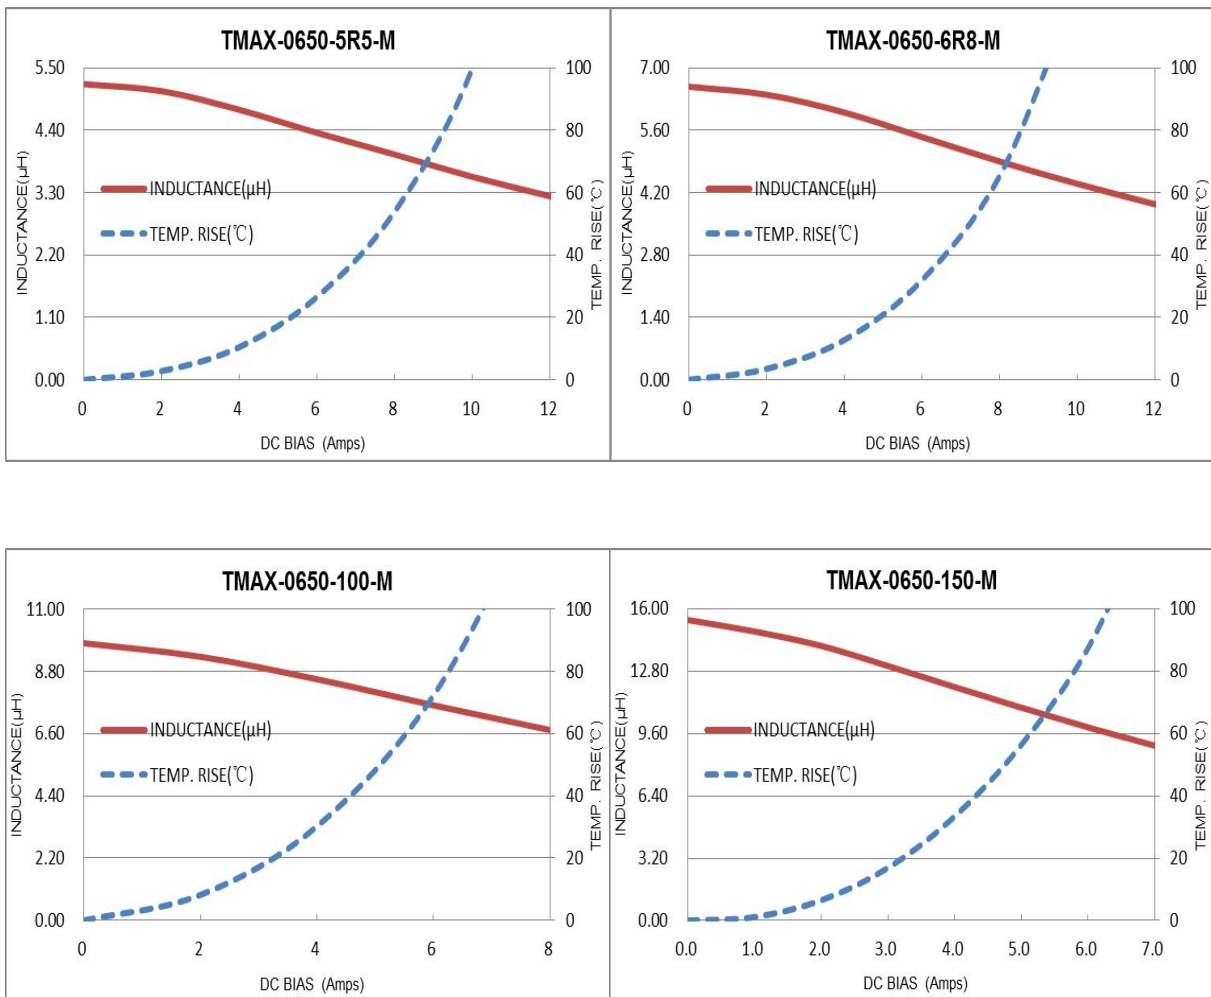 TMAX-0650-5R5-M
5.50
4.40
3.30
2.20
1.10
0.00
INDUCTANCE(μH)
INDUCTANCE(μH)
TEMP. RISE(℃)
100
80
60
40
20
0
TEMP. RISE(℃)
0 2 4 6 8 10 12
DC BIAS (Amps)
TMAX-0650-6R8-M
7.00
5.60
4.20
2.80
1.40
0.00
INDUCTANCE(μH)
INDUCTANCE(μH)
TEMP. RISE(℃)
100
80
60
40
20
0
TEMP. RISE(℃)
0 2 4 6 8 10 12
DC BIAS (Amps)
TMAX-0650-100-M
11.00
8.80
6.60
4.40
2.20
0.00
INDUCTANCE(μH)
INDUCTANCE(μH)
TEMP. RISE(℃)
100
80
60
40
20
0
TEMP. RISE(℃)
0 2 4 6 8
DC BIAS (Amps)
TMAX-0650-150-M
16.00
12.80
9.60
6.40
3.20
0.00
INDUCTANCE(μH)
INDUCTANCE(μH)
TEMP. RISE(℃)
100
80
60
40
20
0
TEMP. RISE(℃)
0.0 1.0 2.0 3.0 4.0 5.0 6.0 7.0
DC BIAS (Amps)